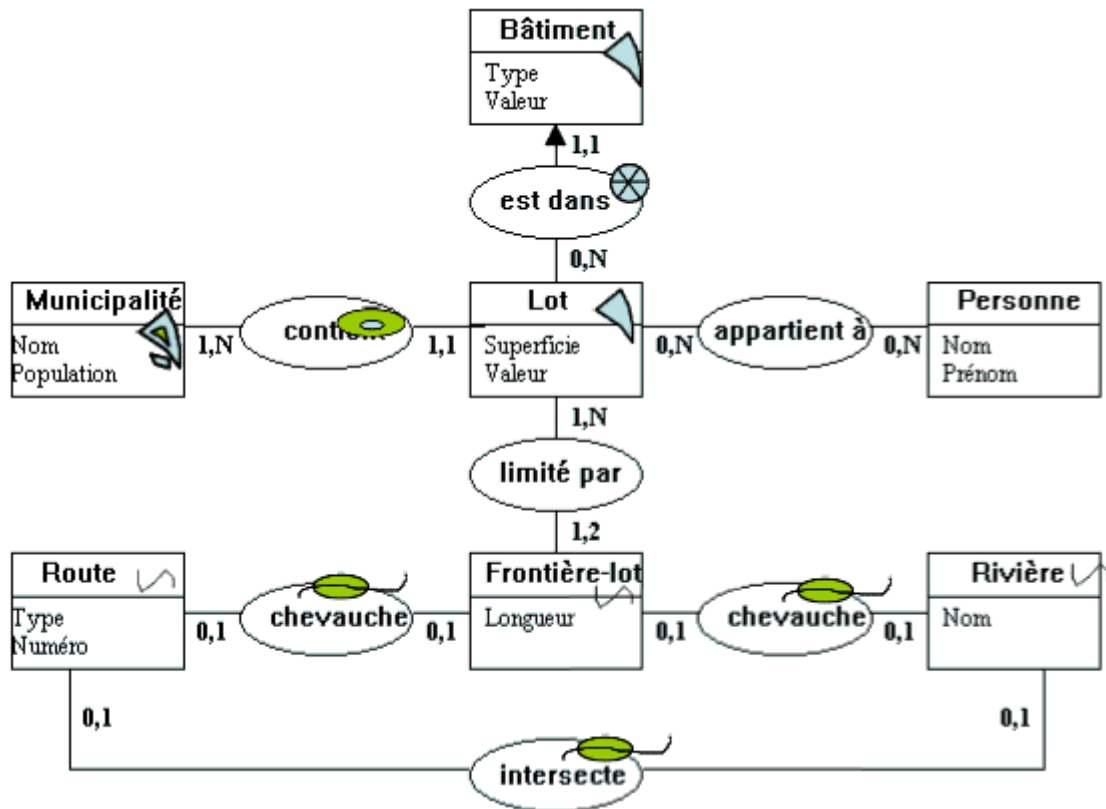 Bâtiment
Type
Valeur
1,1
est dans
0,N
Municipalité
Nom
Population
1,N
1,1
Lot
Superficie
Valeur
0,N
appartient à
0,N
Personne
Nom
Prénom
1,N
limité par
1,2
Route
Type
Numéro
0,1
chevauche
0,1
Frontière-lot
Longueur
0,1
chevauche
0,1
Rivière
Nom
0,1
0,1
intersecte